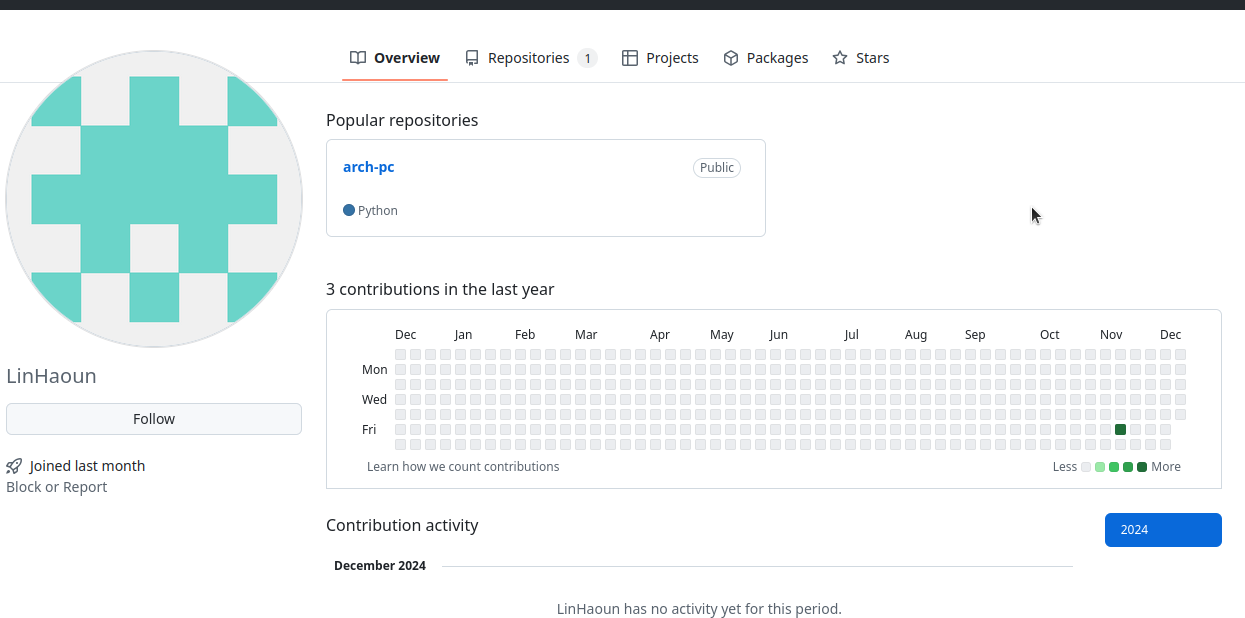 Overview Repositories 1 Projects Packages Stars
Popular repositories
arch-pc Public
Python
3 contributions in the last year
Dec Jan Feb Mar Apr May Jun Jul Aug Sep Oct Nov Dec
Mon
Wed
Fri
Learn how we count contributions Less More
LinHaoun
Follow
Joined last month
Block or Report
Contribution activity 2024
December 2024
LinHaoun has no activity yet for this period.